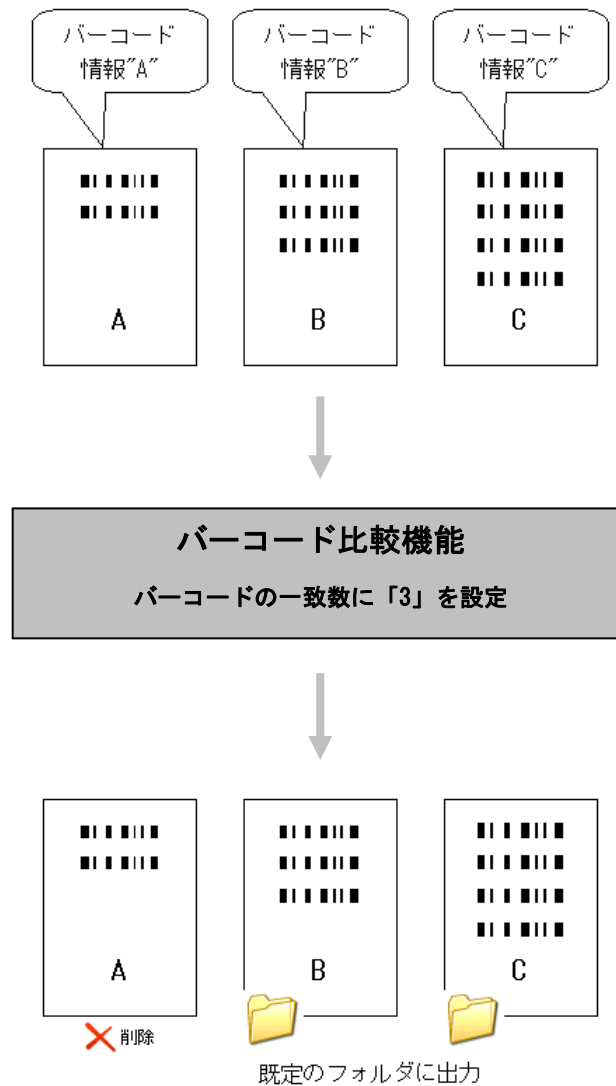 バーコード
情報"A"
バーコード
情報"B"
バーコード
情報"C"
A
B
C
バーコード比較機能
バーコードの一致数に「3」を設定
A
B
C
削除
既定のフォルダに出力